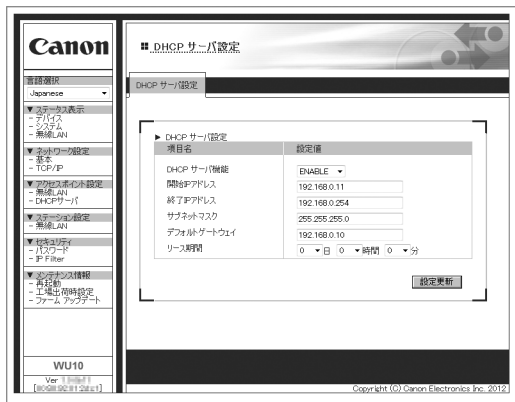 Canon
言語選択
Japanese
▼ ステータス表示
- デバイス
- システム
- 無線LAN
▼ ネットワーク設定
- 基本
- TCP/IP
▼ アクセスポイント設定
- 無線LAN
- DHCPサーバ
▼ ステーション設定
- 無線LAN
▼ セキュリティ
- パスワード
- IP Filter
▼ メンテナンス情報
- 再起動
- 工場出荷時設定
- ファーム アップデート
WU10
Ver
DHCP サーバ設定
DHCP サーバ設定
▶ DHCP サーバ設定
項目名 設定値
DHCP サーバ機能 ENABLE
開始IPアドレス 192.168.0.11
終了IPアドレス 192.168.0.254
サブネットマスク 255.255.255.0
デフォルトゲートウェイ 192.168.0.10
リース期間 0 日 0 時間 0 分
設定更新
Copyright (C) Canon Electronics Inc. 2012